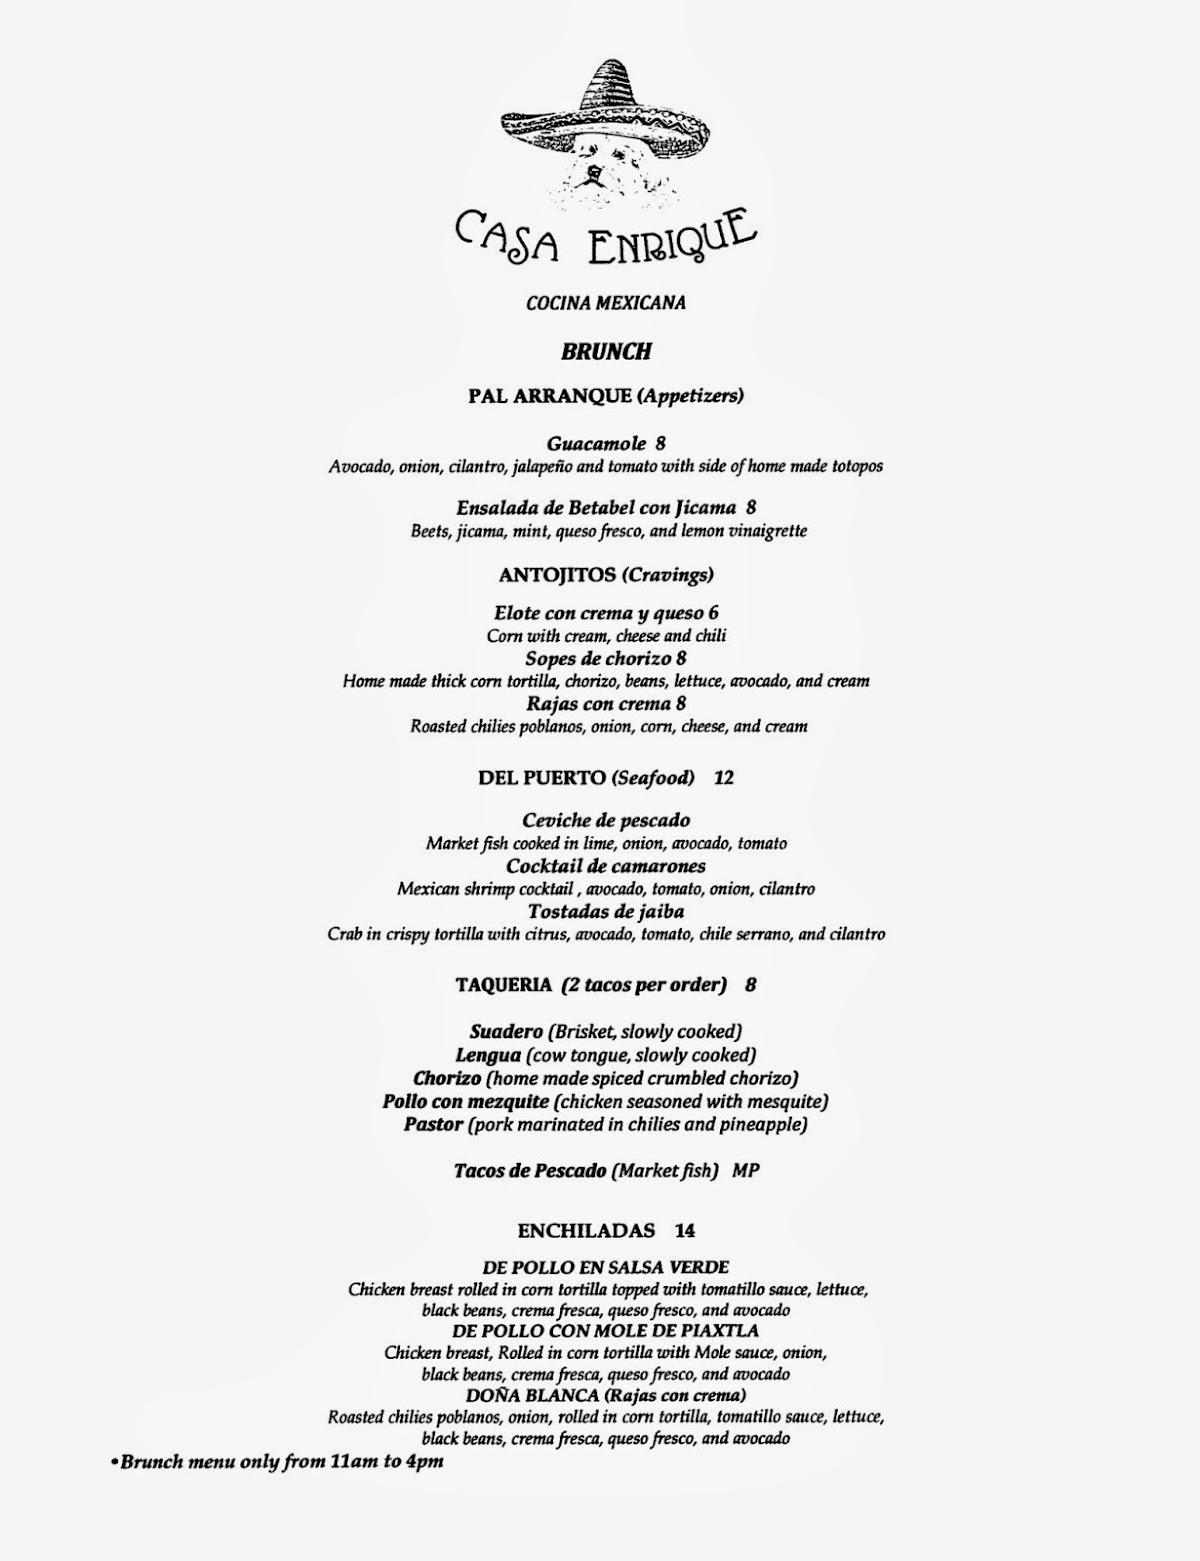 CASA ENRIQUE
COCINA MEXICANA
BRUNCH
PAL ARRANQUE (Appetizers)
Guacamole 8
Avocado, onion, cilantro, jalapeño and tomato with side of home made totopos
Ensalada de Betabel con Jicama 8
Beets, jicama, mint, queso fresco, and lemon vinaigrette
ANTOJITOS (Cravings)
Elote con crema y queso 6
Corn with cream, cheese and chili
Sopes de chorizo 8
Home made thick corn tortilla, chorizo, beans, lettuce, avocado, and cream
Rajas con crema 8
Roasted chilies poblanos, onion, corn, cheese, and cream
DEL PUERTO (Seafood) 12
Ceviche de pescado
Market fish cooked in lime, onion, avocado, tomato
Cocktail de camarones
Mexican shrimp cocktail , avocado, tomato, onion, cilantro
Tostadas de jaiba
Crab in crispy tortilla with citrus, avocado, tomato, chile serrano, and cilantro
TAQUERIA (2 tacos per order) 8
Suadero (Brisket, slowly cooked)
Lengua (cow tongue, slowly cooked)
Chorizo (home made spiced crumbled chorizo)
Pollo con mezquite (chicken seasoned with mesquite)
Pastor (pork marinated in chilies and pineapple)
Tacos de Pescado (Market fish) MP
ENCHILADAS 14
DE POLLO EN SALSA VERDE
Chicken breast rolled in corn tortilla topped with tomatillo sauce, lettuce,
black beans, crema fresca, queso fresco, and avocado
DE POLLO CON MOLE DE PIAXTLA
Chicken breast, Rolled in corn tortilla with Mole sauce, onion,
black beans, crema fresca, queso fresco, and avocado
DOÑA BLANCA (Rajas con crema)
Roasted chilies poblanos, onion, rolled in corn tortilla, tomatillo sauce, lettuce,
black beans, crema fresca, queso fresco, and avocado
•Brunch menu only from 11am to 4pm